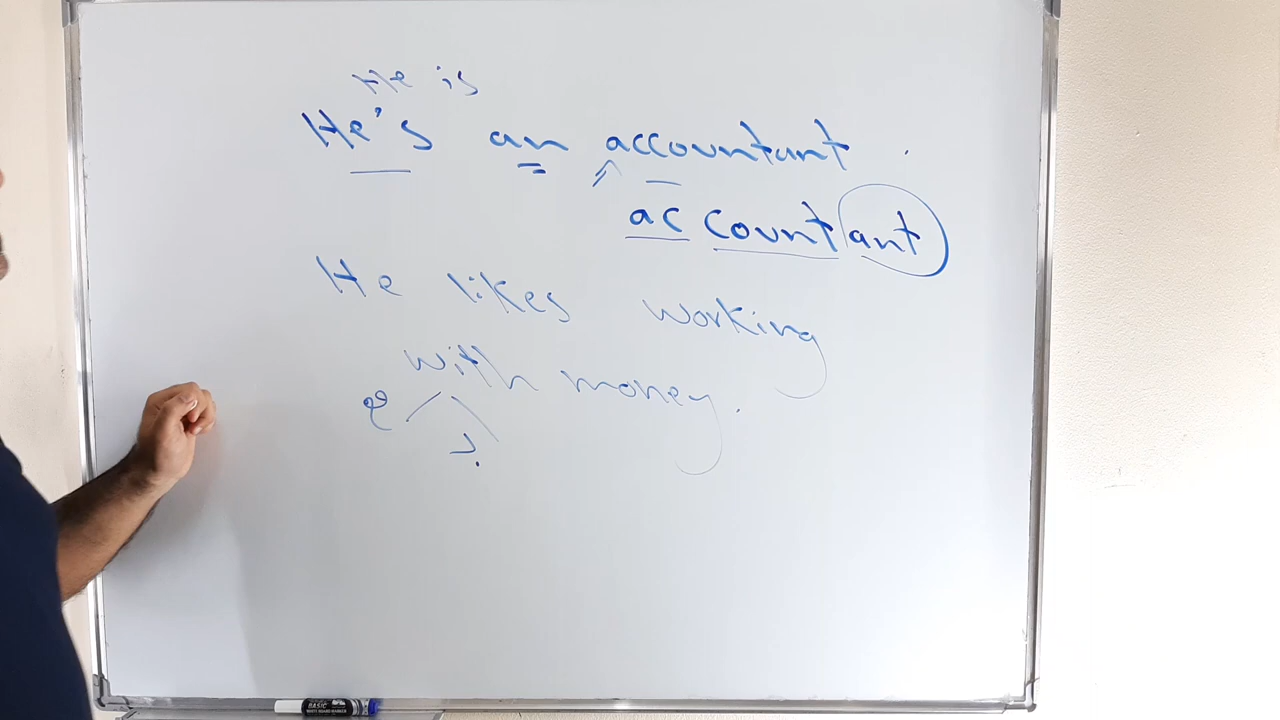 He is
He's an accountant.
ac count ant
He likes working
with money.
BASIC